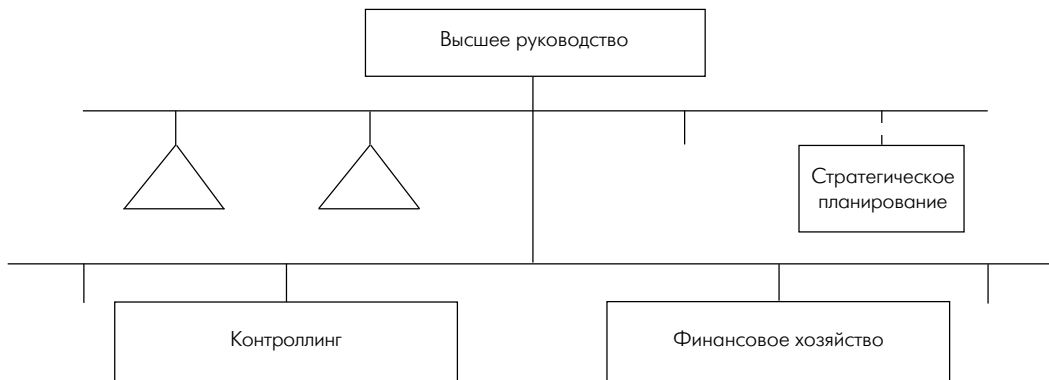 Высшее руководство
Стратегическое
планирование
Контроллинг
Финансовое хозяйство